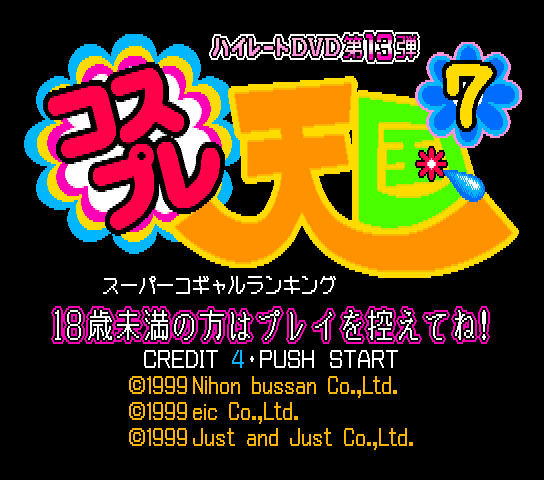 ハイレートDVD第13弾
コスプレ天国7
スーパーコギャルランキング
18歳未満の方はプレイを控えてね!
CREDIT 4・PUSH START
©1999 Nihon bussan Co.,Ltd.
©1999 eic Co.,Ltd.
©1999 Just and Just Co.,Ltd.